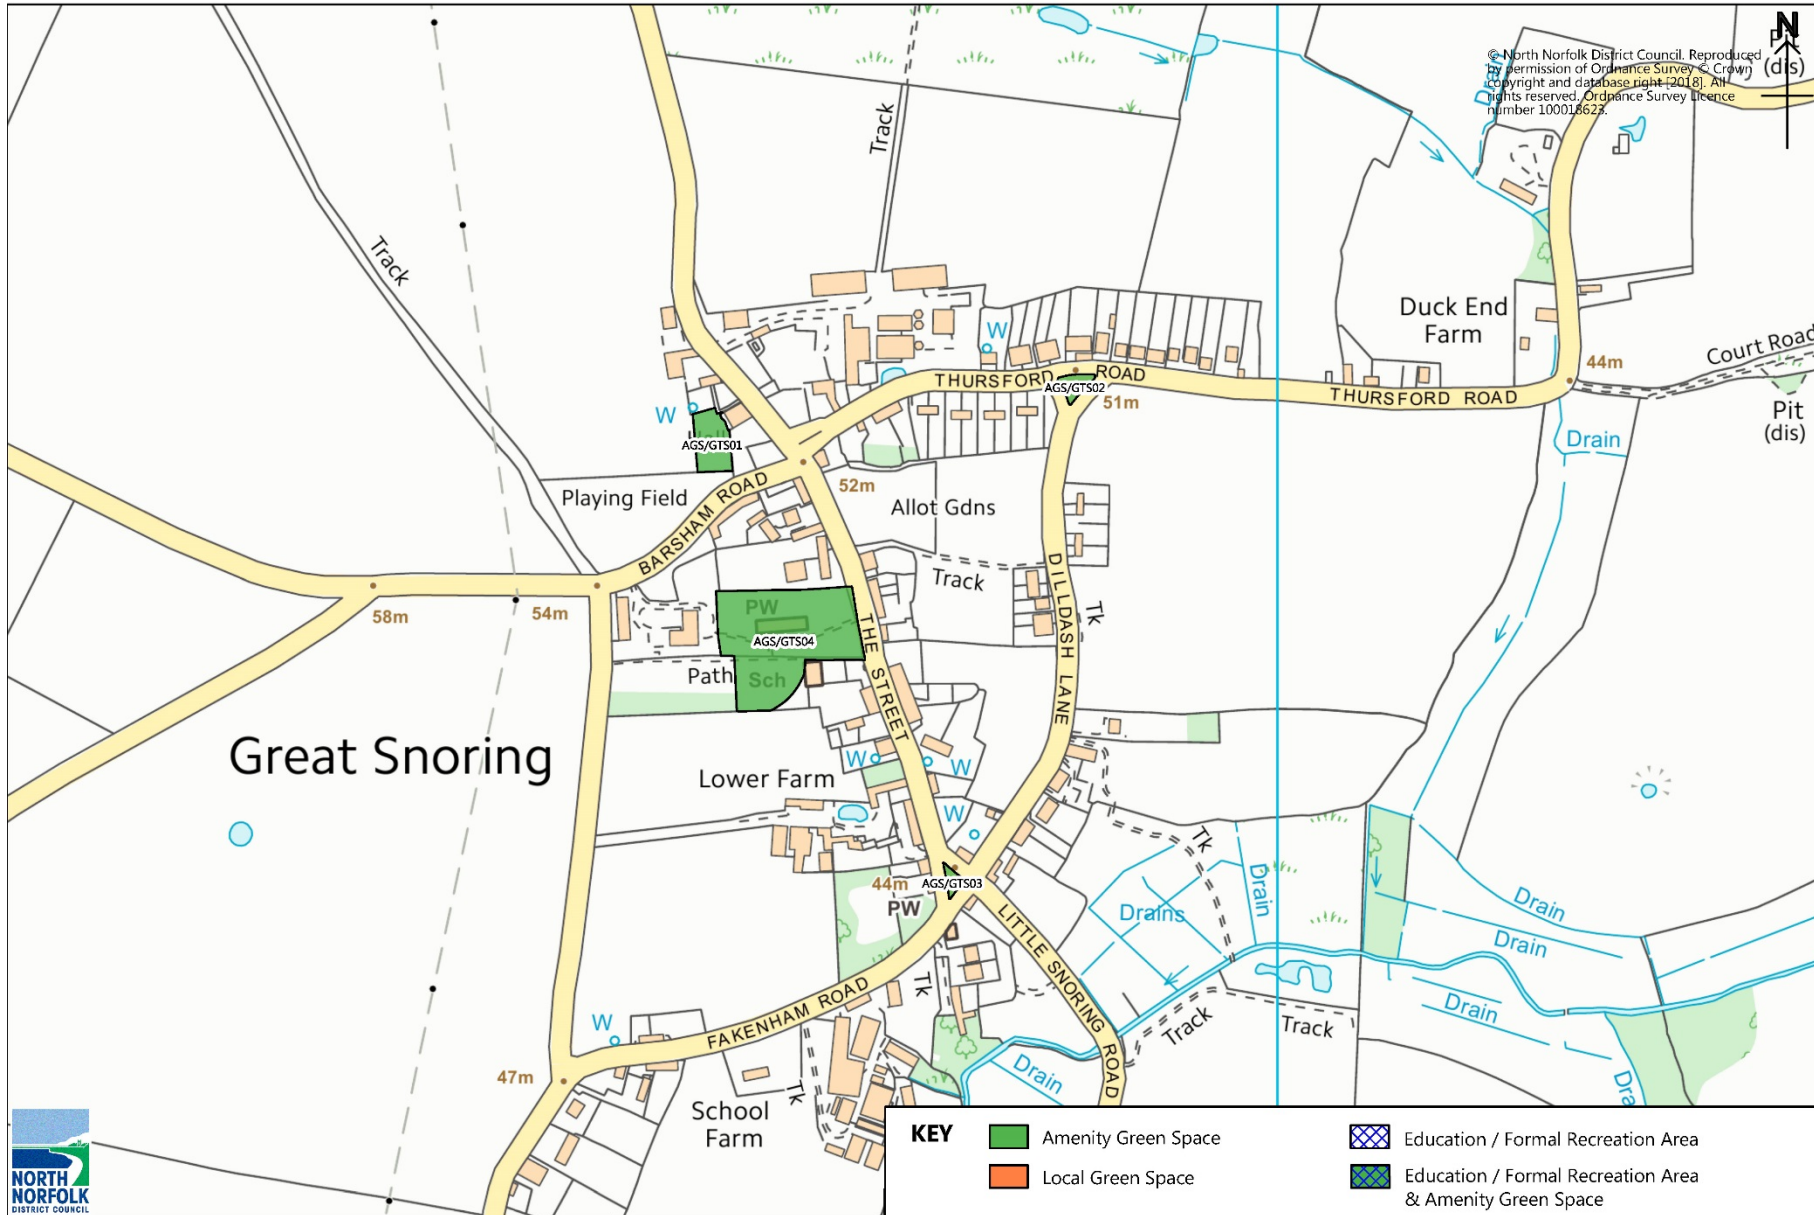 N
Pit
(dis)
© North Norfolk District Council. Reproduced
by permission of Ordnance Survey © Crown
copyright and database right [2018]. All
rights reserved. Ordnance Survey Licence
number 100018623.
Drain
Track
Track
Duck End
Farm
Court Road
44m
W
THURSFORD ROAD
AGS/GTS02
51m
THURSFORD ROAD
Pit
(dis)
W
AGS/GTS01
Drain
52m
Playing Field
BARSHAM ROAD
Allot Gdns
Track
DILLDASH LANE
Tk
58m
54m
PW
AGS/GTS04
THE STREET
Path
Sch
Great Snoring
Lower Farm
W
W
W
Tk
44m
AGS/GTS03
PW
Drains
Drain
Drain
Drain
Drain
LITTLE SNORING ROAD
Tk
FAKENHAM ROAD
W
Track
Track
Drain
47m
School
Farm
Tk
Dra
KEY
Amenity Green Space
Local Green Space
Education / Formal Recreation Area
Education / Formal Recreation Area
& Amenity Green Space
NORTH
NORFOLK
DISTRICT COUNCIL